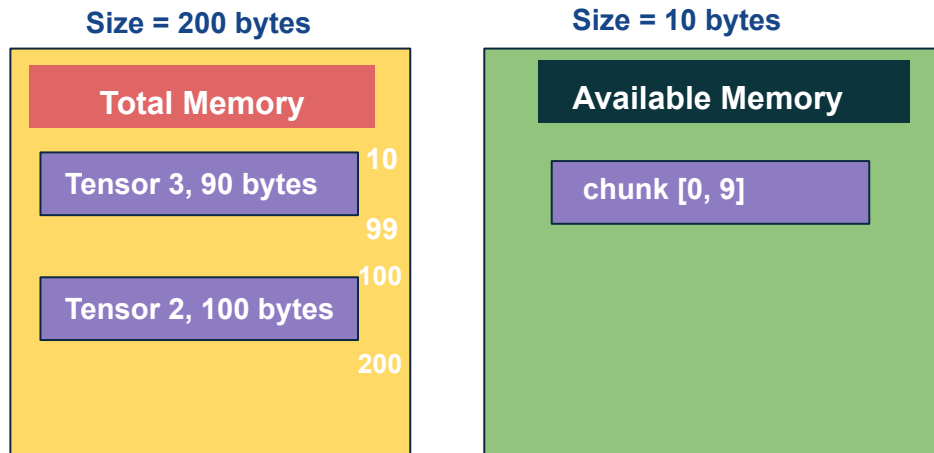 Size = 200 bytes
Total Memory
10
Tensor 3, 90 bytes
99
100
Tensor 2, 100 bytes
200
Size = 10 bytes
Available Memory
chunk [0, 9]